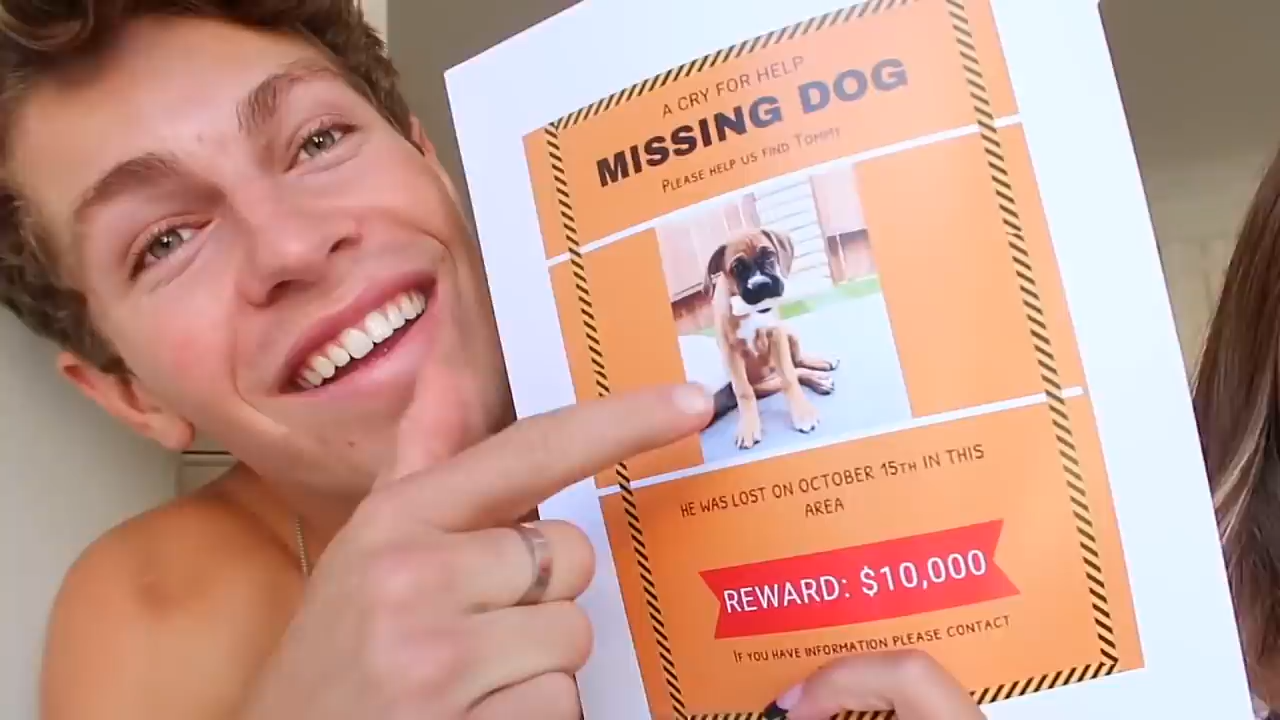 A CRY FOR HELP
MISSING DOG
PLEASE HELP US FIND TOMMY
HE WAS LOST ON OCTOBER 15TH IN THIS
AREA
REWARD: $10,000
IF YOU HAVE INFORMATION PLEASE CONTACT